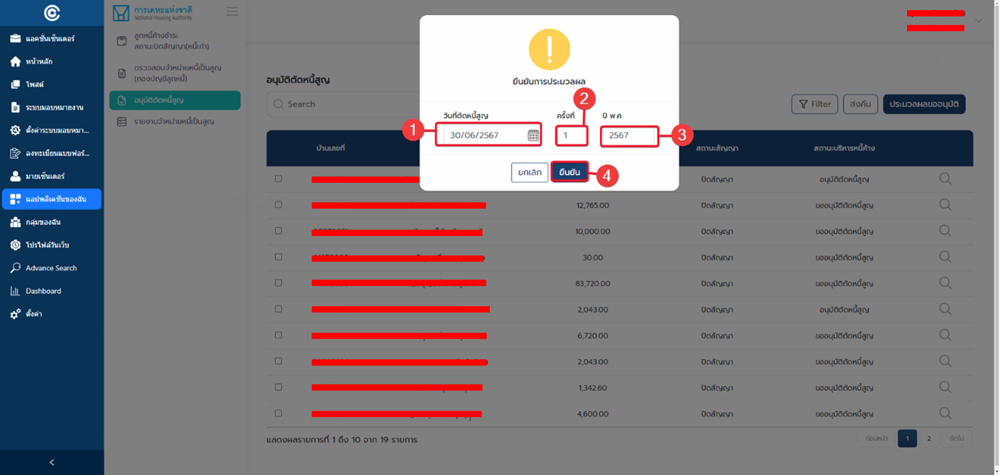 แอคชั่นเซ็นเตอร์
หน้าหลัก
โพสต์
ระบบมอบหมายงาน
ตั้งค่าระบบมอบหมา...
ลงทะเบียนแบบฟอร์...
มายเซ็นเตอร์
แอปพลิเคชันของฉัน
กลุ่มของฉัน
โปรไฟล์วันเว็บ
Advance Search
Dashboard
ตั้งค่า
การเคหะแห่งชาติ
National Housing Authority
ลูกหนี้ค้างชำระ
สถานะปิดสัญญา(หนี้เก่า)
ตรวจสอบจำหน่ายหนี้เป็นสูญ
(กองบัญชีลูกหนี้)
อนุมัติตัดหนี้สูญ
รายงานจำหน่ายหนี้เป็นสูญ
อนุมัติตัดหนี้สูญ
Search
Filter
ส่งคืน
ประมวลผลขออนุมัติ
ยืนยันการประมวลผล
วันที่ตัดหนี้สูญ ครั้งที่ ปี พ.ศ.
1 2 3 4
30/06/2567 1 2567
ยกเลิก ยืนยัน
บ้านเลขที่ สถานะสัญญา สถานะบริหารหนี้ค้าง
ปิดสัญญา อนุมัติตัดหนี้สูญ
12,765.00 ปิดสัญญา ขออนุมัติตัดหนี้สูญ
10,000.00 ปิดสัญญา ขออนุมัติตัดหนี้สูญ
30.00 ปิดสัญญา ขออนุมัติตัดหนี้สูญ
83,720.00 ปิดสัญญา ขออนุมัติตัดหนี้สูญ
2,043.00 ปิดสัญญา อนุมัติตัดหนี้สูญ
6,720.00 ปิดสัญญา ขออนุมัติตัดหนี้สูญ
2,043.00 ปิดสัญญา ขออนุมัติตัดหนี้สูญ
1,342.60 ปิดสัญญา ขออนุมัติตัดหนี้สูญ
4,600.00 ปิดสัญญา ขออนุมัติตัดหนี้สูญ
แสดงผลรายการที่ 1 ถึง 10 จาก 19 รายการ
ก่อนหน้า 1 2 ถัดไป